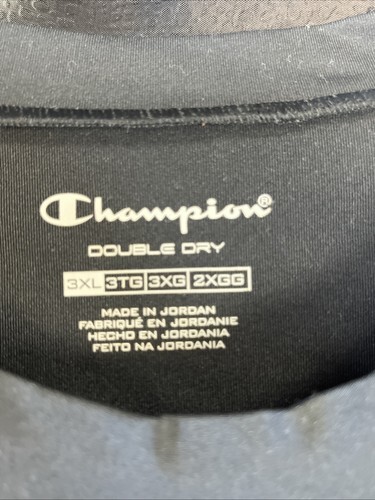 Champion®
DOUBLE DRY
3XL 3TG 3XG 2XGG
MADE IN JORDAN
FABRIQUÉ EN JORDANIE
HECHO EN JORDANIA
FEITO NA JORDANIA